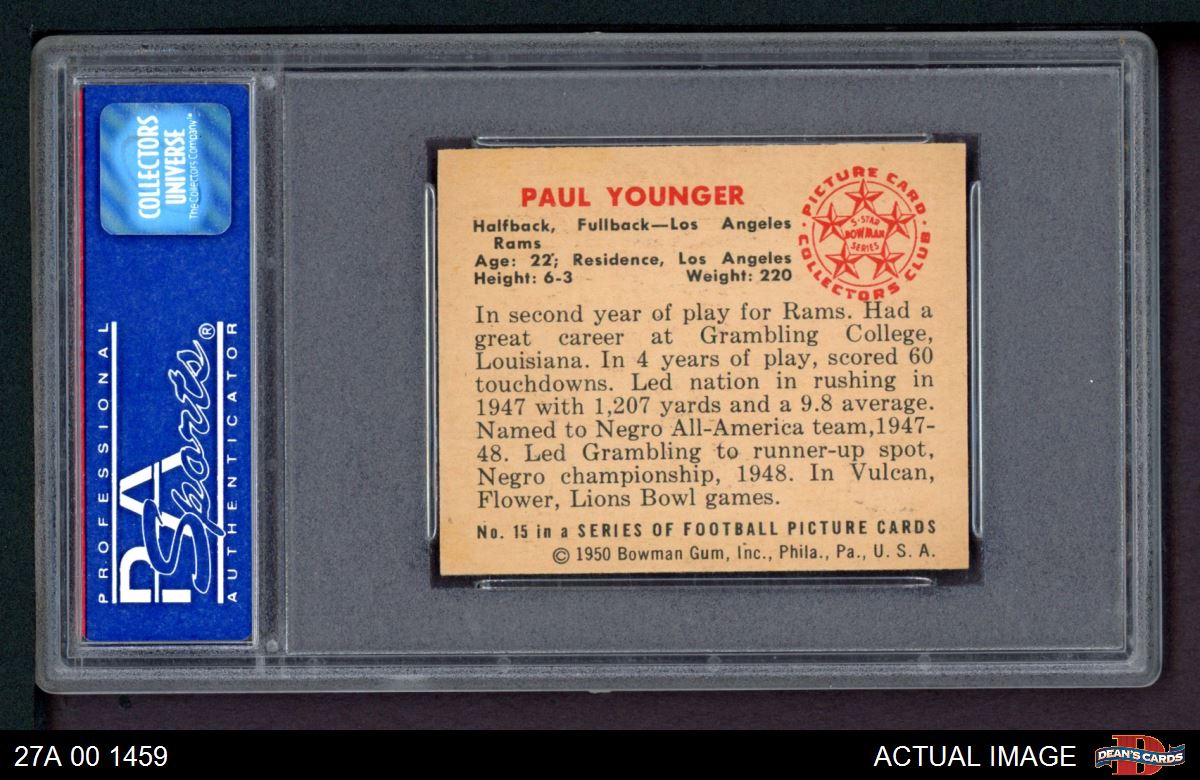 COLLECTORS
UNIVERSE
The Collectors Company™
PROFESSIONAL
PSA
Sports®
AUTHENTICATOR
PAUL YOUNGER
Halfback, Fullback—Los Angeles
Rams
Age: 22; Residence, Los Angeles
Height: 6-3 Weight: 220
PICTURE CARD
COLLECTORS CLUB
5-STAR
BOWMAN
SERIES
In second year of play for Rams. Had a
great career at Grambling College,
Louisiana. In 4 years of play, scored 60
touchdowns. Led nation in rushing in
1947 with 1,207 yards and a 9.8 average.
Named to Negro All-America team,1947-
48. Led Grambling to runner-up spot,
Negro championship, 1948. In Vulcan,
Flower, Lions Bowl games.
No. 15 in a SERIES OF FOOTBALL PICTURE CARDS
© 1950 Bowman Gum, Inc., Phila., Pa., U. S. A.
27A 00 1459
ACTUAL IMAGE
DEAN'S CARDS